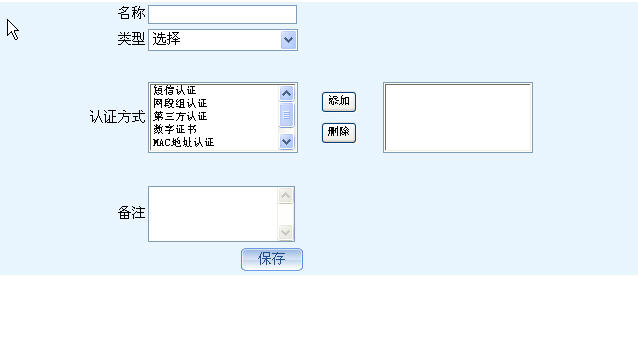 名称
类型 选择
短信认证
网段组认证
第三方认证
数字证书
MAC地址认证
认证方式
添加
删除
备注
保存